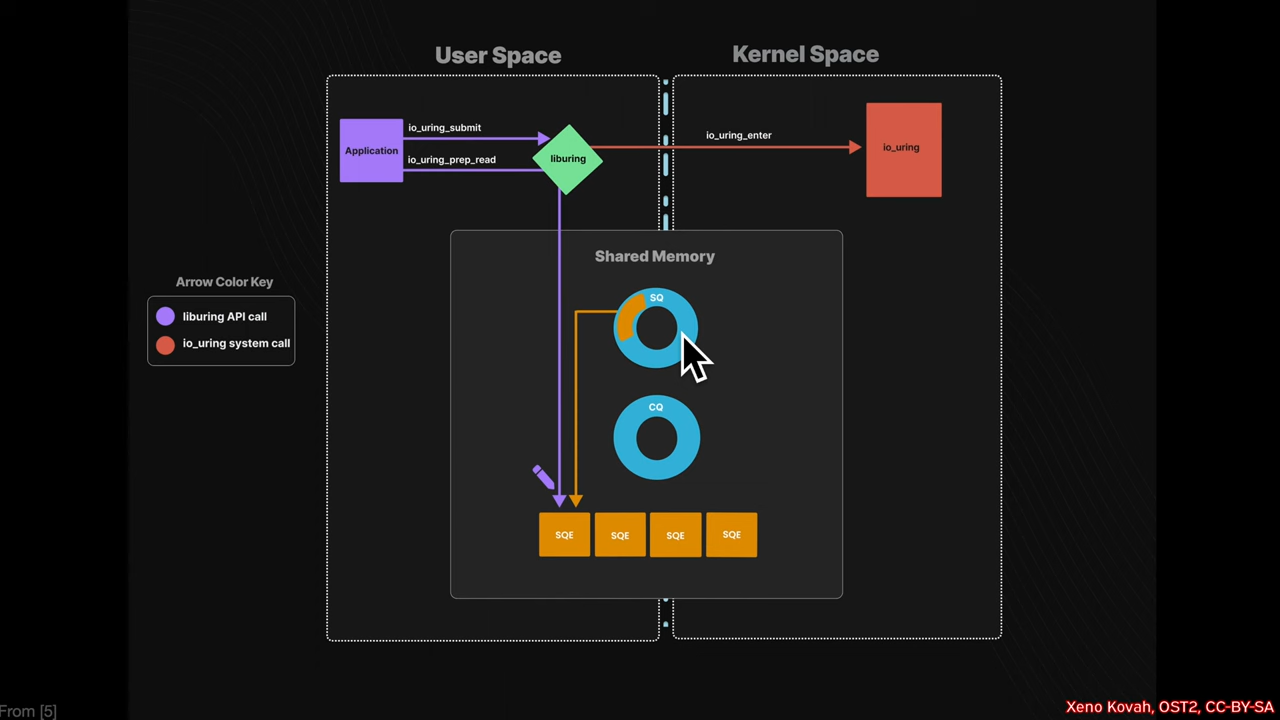 User Space
Kernel Space
io_uring_submit
io_uring_enter
Application
liburing
io_uring
io_uring_prep_read
Shared Memory
Arrow Color Key
SQ
liburing API call
io_uring system call
CQ
SQE SQE SQE SQE
From [5]
Xeno Kovah, OST2, CC-BY-SA